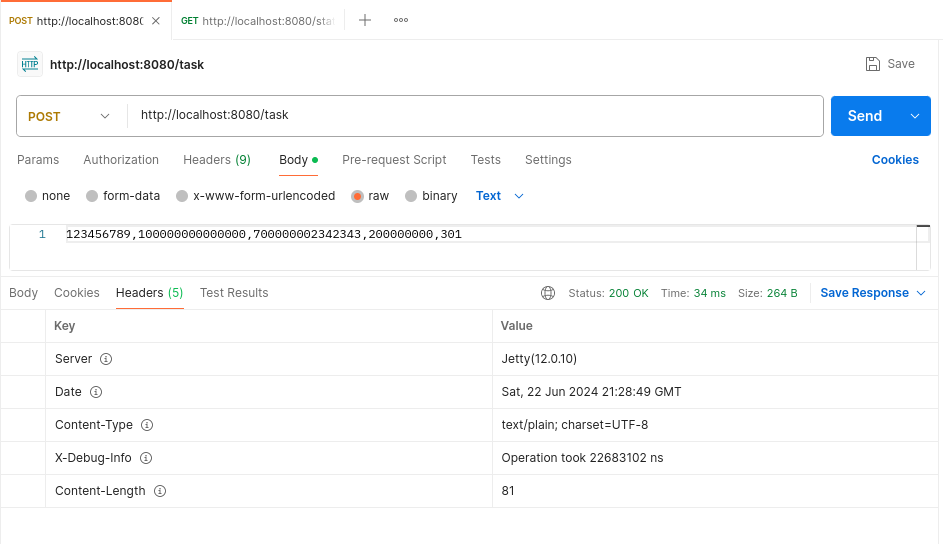 POST http://localhost:8080 GET http://localhost:8080/stat
HTTP http://localhost:8080/task Save
POST http://localhost:8080/task Send
Params Authorization Headers (9) Body Pre-request Script Tests Settings Cookies
none form-data x-www-form-urlencoded raw binary Text
1 123456789,100000000000000,700000002342343,200000000,301
Body Cookies Headers (5) Test Results Status: 200 OK Time: 34 ms Size: 264 B Save Response
Key Value
Server Jetty(12.0.10)
Date Sat, 22 Jun 2024 21:28:49 GMT
Content-Type text/plain; charset=UTF-8
X-Debug-Info Operation took 22683102 ns
Content-Length 81